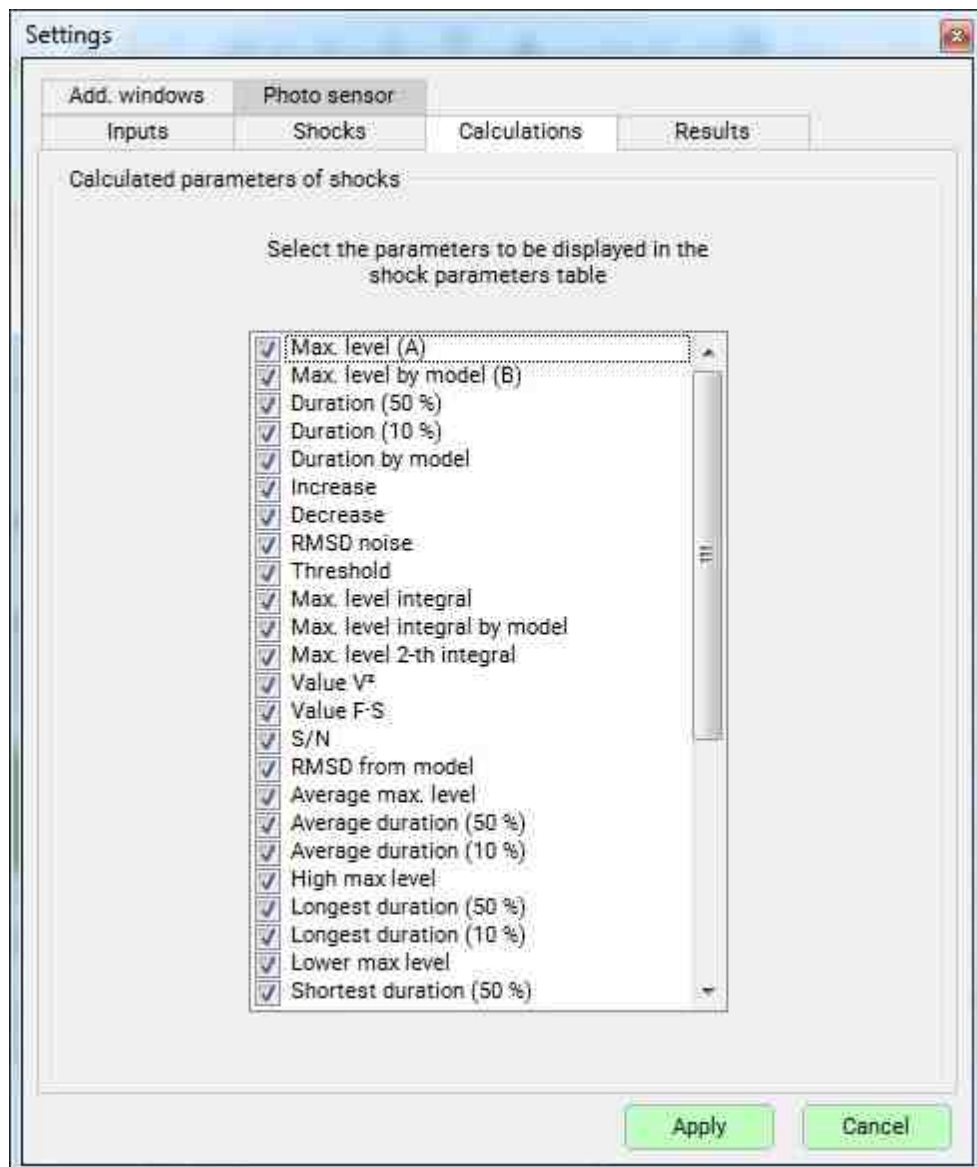 Settings
Add. windows Photo sensor
Inputs Shocks Calculations Results
Calculated parameters of shocks
Select the parameters to be displayed in the
shock parameters table
Max. level (A)
Max. level by model (B)
Duration (50 %)
Duration (10 %)
Duration by model
Increase
Decrease
RMSD noise
Threshold
Max. level integral
Max. level integral by model
Max. level 2-th integral
Value V²
Value F·S
S/N
RMSD from model
Average max. level
Average duration (50 %)
Average duration (10 %)
High max level
Longest duration (50 %)
Longest duration (10 %)
Lower max level
Shortest duration (50 %)
Apply Cancel